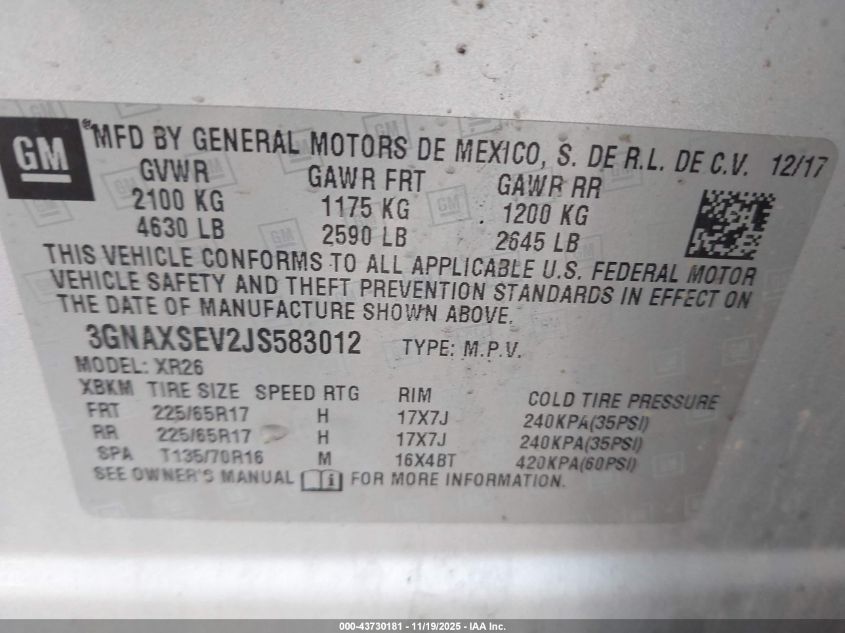 GM
® MFD BY GENERAL MOTORS DE MEXICO, S. DE R.L. DE C.V. 12/17
GVWR GAWR FRT GAWR RR
2100 KG 1175 KG 1200 KG
4630 LB 2590 LB 2645 LB
THIS VEHICLE CONFORMS TO ALL APPLICABLE U.S. FEDERAL MOTOR
VEHICLE SAFETY AND THEFT PREVENTION STANDARDS IN EFFECT ON
THE DATE OF MANUFACTURE SHOWN ABOVE.
3GNAXSEV2JS583012 TYPE: M.P.V.
MODEL: XR26
XBKM TIRE SIZE SPEED RTG RIM COLD TIRE PRESSURE
FRT 225/65R17 H 17X7J 240KPA(35PSI)
RR 225/65R17 H 17X7J 240KPA(35PSI)
SPA T135/70R16 M 16X4BT 420KPA(60PSI)
SEE OWNER'S MANUAL i FOR MORE INFORMATION.
000-43730181 - 11/19/2025 - IAA Inc.